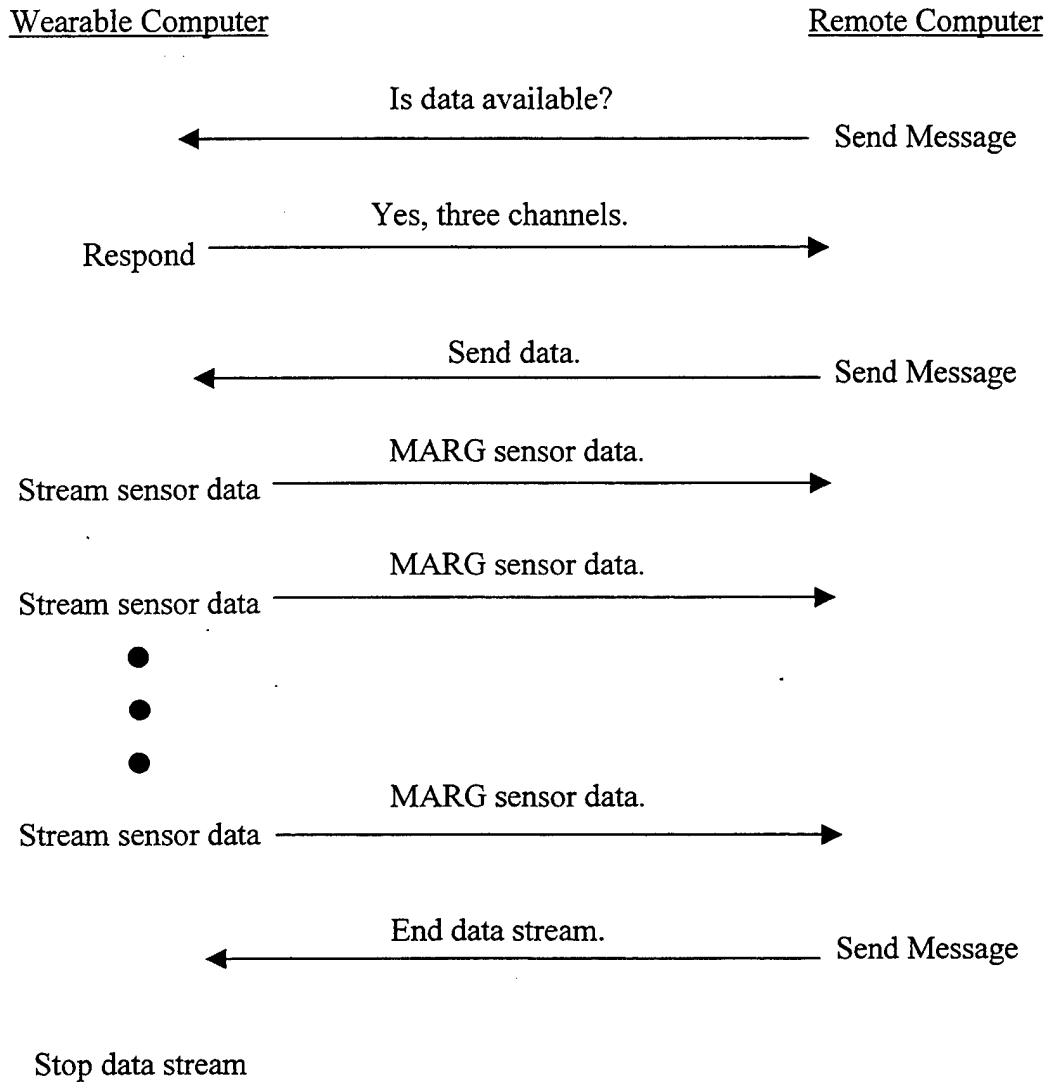 Wearable Computer Remote Computer
Is data available?
Send Message
Yes, three channels.
Respond
Send data.
Send Message
MARG sensor data.
Stream sensor data
MARG sensor data.
Stream sensor data
MARG sensor data.
Stream sensor data
End data stream.
Send Message
Stop data stream